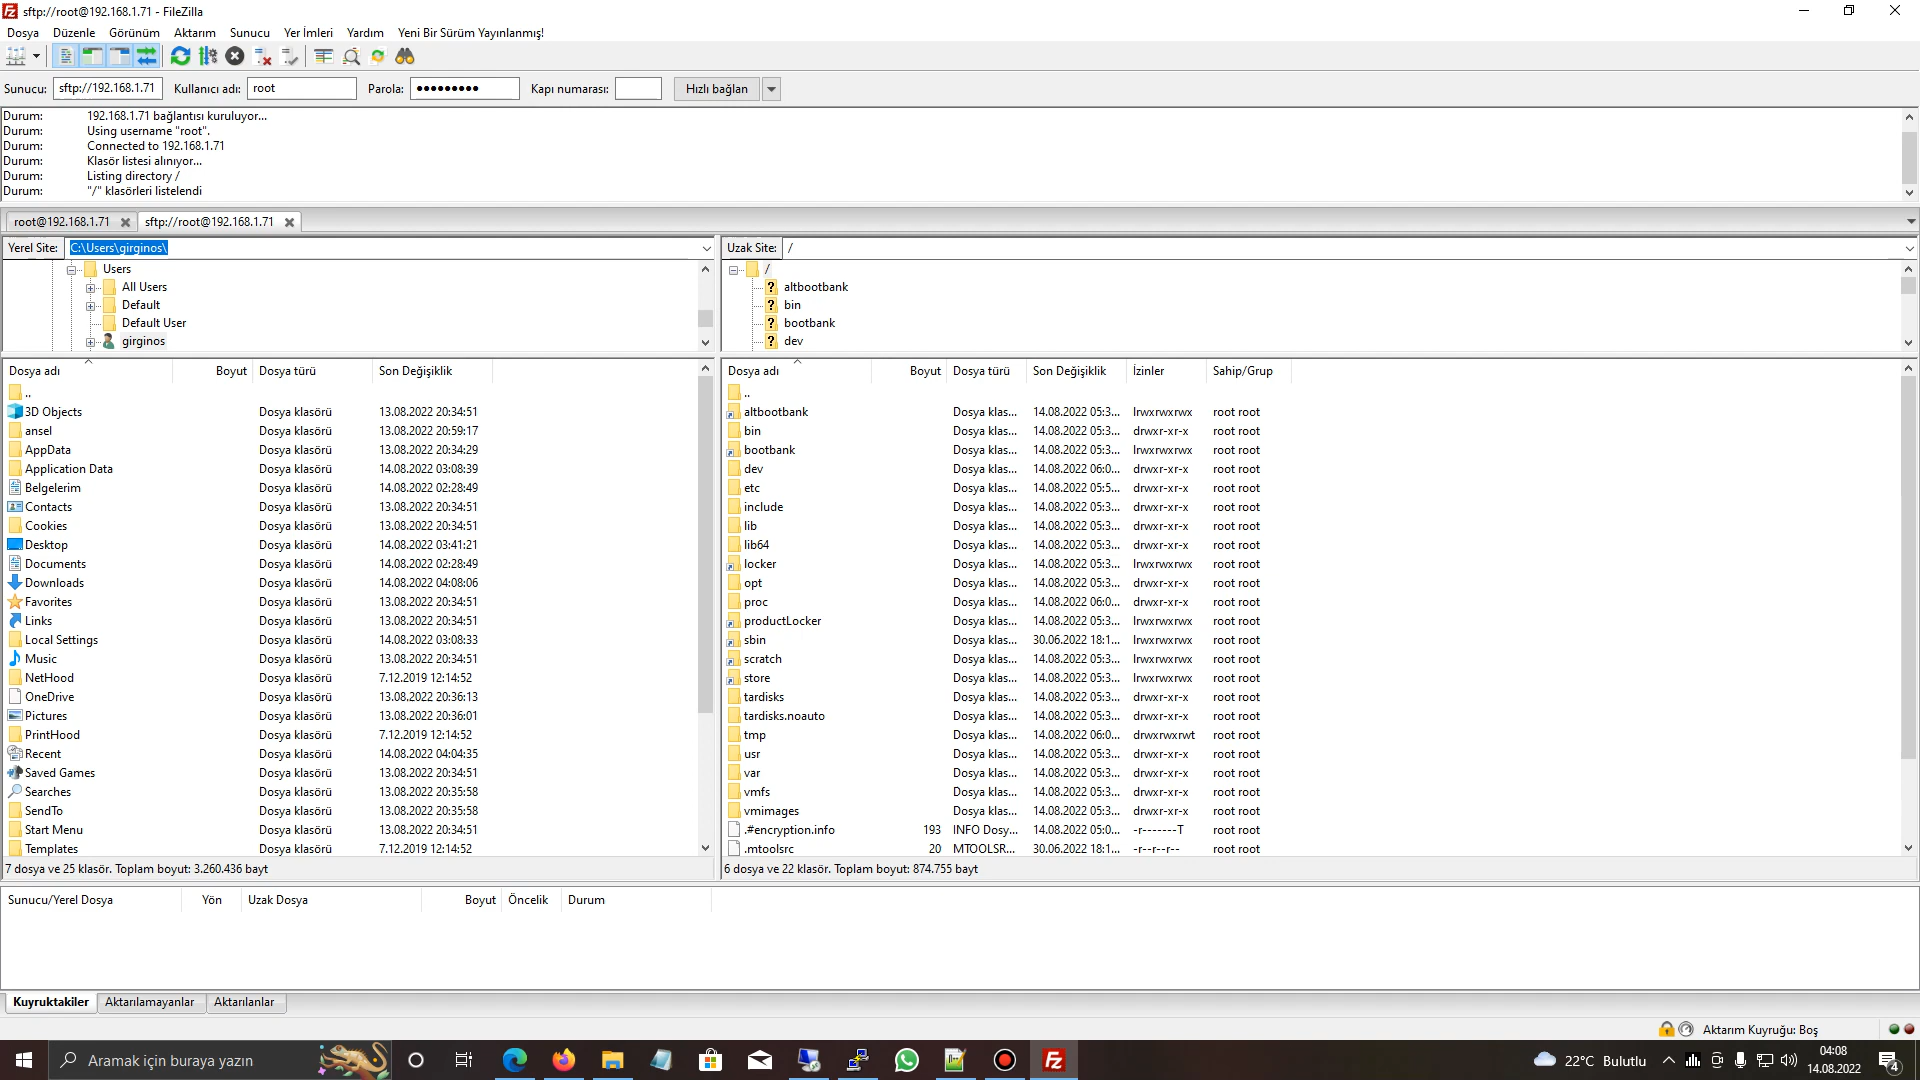 sftp://root@192.168.1.71 - FileZilla
Dosya Düzenle Görünüm Aktarım Sunucu Yer İmleri Yardım Yeni Bir Sürüm Yayınlanmış!
Sunucu: sftp://192.168.1.71 Kullanıcı adı: root Parola: ●●●●●●●●● Kapı numarası: Hızlı bağlan
Durum: 192.168.1.71 bağlantısı kuruluyor...
Durum: Using username "root".
Durum: Connected to 192.168.1.71
Durum: Klasör listesi alınıyor...
Durum: Listing directory /
Durum: "/" klasörleri listelendi
root@192.168.1.71 sftp://root@192.168.1.71
Yerel Site: C:\Users\girginos\
Users
All Users
Default
Default User
girginos
Uzak Site: /
/
altbootbank
bin
bootbank
dev
Dosya adı Boyut Dosya türü Son Değişiklik
..
3D Objects Dosya klasörü 13.08.2022 20:34:51
ansel Dosya klasörü 13.08.2022 20:59:17
AppData Dosya klasörü 13.08.2022 20:34:29
Application Data Dosya klasörü 14.08.2022 03:08:39
Belgelerim Dosya klasörü 14.08.2022 02:28:49
Contacts Dosya klasörü 13.08.2022 20:34:51
Cookies Dosya klasörü 13.08.2022 20:34:51
Desktop Dosya klasörü 14.08.2022 03:41:21
Documents Dosya klasörü 14.08.2022 02:28:49
Downloads Dosya klasörü 14.08.2022 04:08:06
Favorites Dosya klasörü 13.08.2022 20:34:51
Links Dosya klasörü 13.08.2022 20:34:51
Local Settings Dosya klasörü 14.08.2022 03:08:33
Music Dosya klasörü 13.08.2022 20:34:51
NetHood Dosya klasörü 7.12.2019 12:14:52
OneDrive Dosya klasörü 13.08.2022 20:36:13
Pictures Dosya klasörü 13.08.2022 20:36:01
PrintHood Dosya klasörü 7.12.2019 12:14:52
Recent Dosya klasörü 14.08.2022 04:04:35
Saved Games Dosya klasörü 13.08.2022 20:34:51
Searches Dosya klasörü 13.08.2022 20:35:58
SendTo Dosya klasörü 13.08.2022 20:35:58
Start Menu Dosya klasörü 13.08.2022 20:34:51
Templates Dosya klasörü 7.12.2019 12:14:52
7 dosya ve 25 klasör. Toplam boyut: 3.260.436 bayt
Dosya adı Boyut Dosya türü Son Değişiklik İzinler Sahip/Grup
..
altbootbank Dosya klas... 14.08.2022 05:3... lrwxrwxrwx root root
bin Dosya klas... 14.08.2022 05:3... drwxr-xr-x root root
bootbank Dosya klas... 14.08.2022 05:3... lrwxrwxrwx root root
dev Dosya klas... 14.08.2022 06:0... drwxr-xr-x root root
etc Dosya klas... 14.08.2022 05:5... drwxr-xr-x root root
include Dosya klas... 14.08.2022 05:3... drwxr-xr-x root root
lib Dosya klas... 14.08.2022 05:3... drwxr-xr-x root root
lib64 Dosya klas... 14.08.2022 05:3... drwxr-xr-x root root
locker Dosya klas... 14.08.2022 05:3... lrwxrwxrwx root root
opt Dosya klas... 14.08.2022 05:3... drwxr-xr-x root root
proc Dosya klas... 14.08.2022 06:0... drwxr-xr-x root root
productLocker Dosya klas... 14.08.2022 05:3... lrwxrwxrwx root root
sbin Dosya klas... 30.06.2022 18:1... lrwxrwxrwx root root
scratch Dosya klas... 14.08.2022 05:3... lrwxrwxrwx root root
store Dosya klas... 14.08.2022 05:3... lrwxrwxrwx root root
tardisks Dosya klas... 14.08.2022 05:3... drwxr-xr-x root root
tardisks.noauto Dosya klas... 14.08.2022 05:3... drwxr-xr-x root root
tmp Dosya klas... 14.08.2022 06:0... drwxrwxrwt root root
usr Dosya klas... 14.08.2022 05:3... drwxr-xr-x root root
var Dosya klas... 14.08.2022 05:3... drwxr-xr-x root root
vmfs Dosya klas... 14.08.2022 05:3... drwxr-xr-x root root
vmimages Dosya klas... 14.08.2022 05:3... drwxr-xr-x root root
.#encryption.info 193 INFO Dosy... 14.08.2022 05:0... -r-------T root root
.mtoolsrc 20 MTOOLSR... 30.06.2022 18:1... -r--r--r-- root root
6 dosya ve 22 klasör. Toplam boyut: 874.755 bayt
Sunucu/Yerel Dosya Yön Uzak Dosya Boyut Öncelik Durum
Kuyruktakiler Aktarılamayanlar Aktarılanlar
Aktarım Kuyruğu: Boş
Aramak için buraya yazın
22°C Bulutlu
04:08
14.08.2022
4